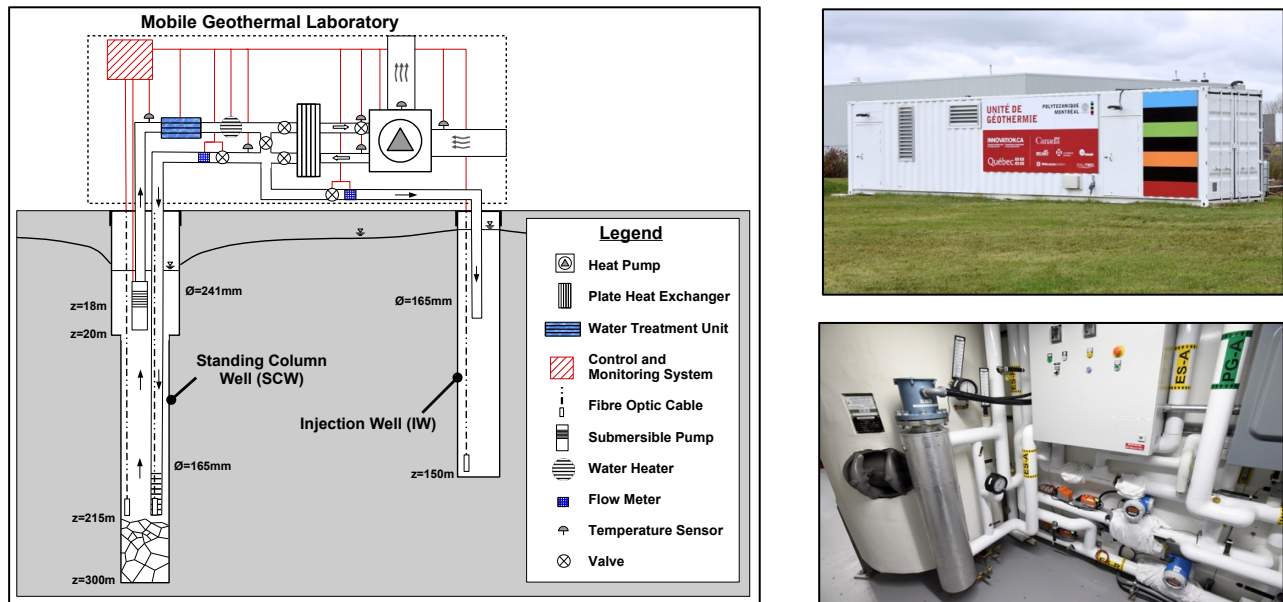 Mobile Geothermal Laboratory
Ø=241mm
z=18m
z=20m
Standing Column
Well (SCW)
Ø=165mm
z=215m
z=300m
Ø=165mm
Injection Well (IW)
z=150m
Legend
Heat Pump
Plate Heat Exchanger
Water Treatment Unit
Control and
Monitoring System
Fibre Optic Cable
Submersible Pump
Water Heater
Flow Meter
Temperature Sensor
Valve
UNITÉ DE
GÉOTHERMIE
POLYTECHNIQUE
MONTRÉAL
INNOVATION.CA
Canada
Québec
ES-A
ES-A
PG-A
ES-A